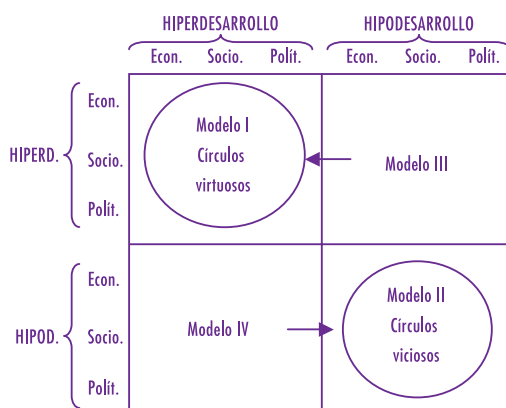 HIPERDESARROLLO HIPODESARROLLO
Econ. Socio. Polít. Econ. Socio. Polít.
Econ.
HIPERD.
Socio.
Polít.
Modelo I
Círculos
virtuosos
Modelo III
Econ.
HIPOD.
Socio.
Polít.
Modelo IV
Modelo II
Círculos
viciosos